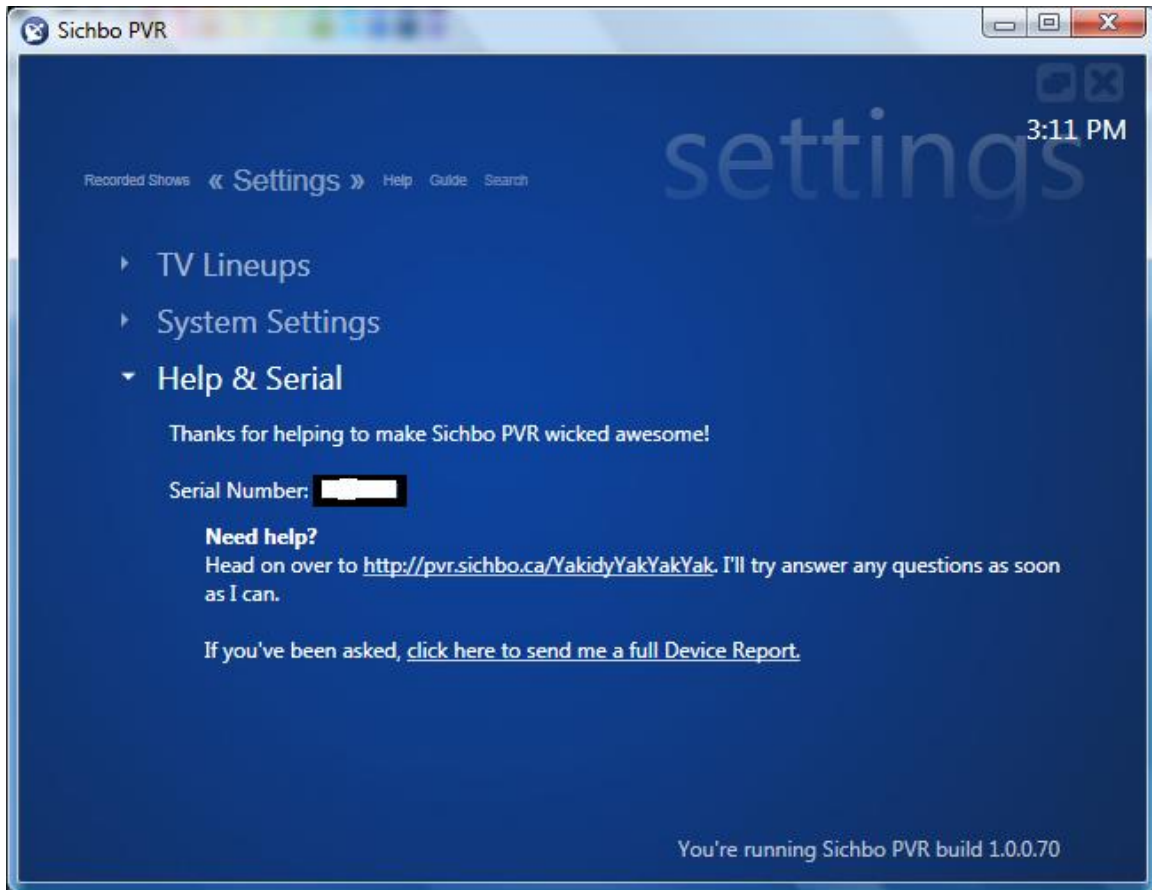 Sichbo PVR
settings
3:11 PM
Recorded Shows « Settings » Help Guide Search
TV Lineups
System Settings
Help & Serial
Thanks for helping to make Sichbo PVR wicked awesome!
Serial Number:
Need help?
Head on over to http://pvr.sichbo.ca/YakidyYakYakYak. I'll try answer any questions as soon
as I can.
If you've been asked, click here to send me a full Device Report.
You're running Sichbo PVR build 1.0.0.70